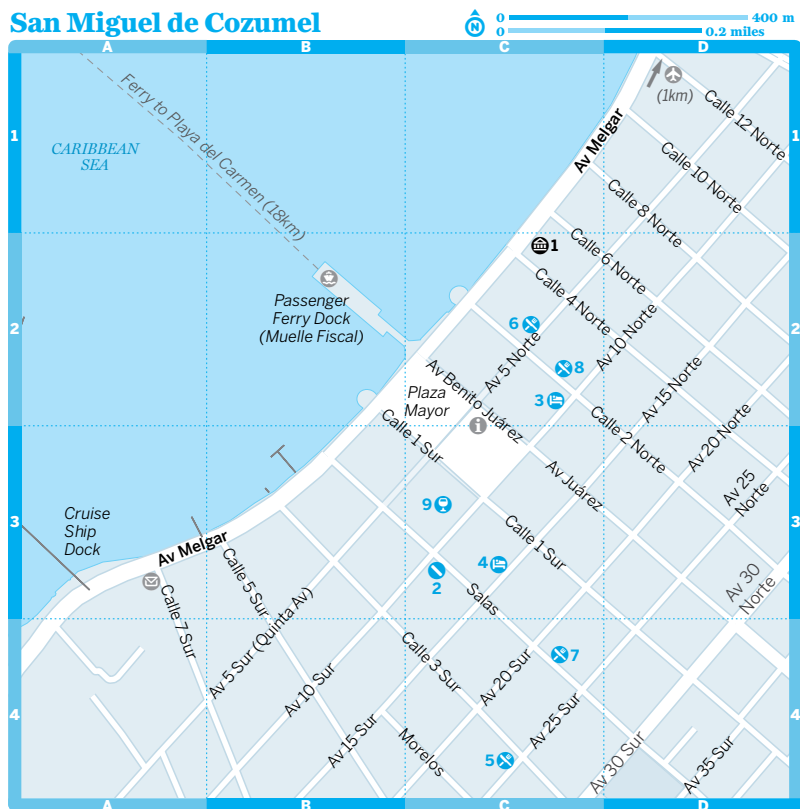 San Miguel de Cozumel
N
0 400 m
0 0.2 miles
A B C D
1 1
2 2
3 3
4 4
A B C D
CARIBBEAN
SEA
Ferry to Playa del Carmen (18km)
(1km)
Av Melgar
Calle 12 Norte
Calle 10 Norte
Calle 8 Norte
Calle 6 Norte
Calle 4 Norte
1
Passenger
Ferry Dock
(Muelle Fiscal)
6
8
3
Av 5 Norte
Av 10 Norte
Av 15 Norte
Av 20 Norte
Av 25
Norte
Av 30
Norte
Av Benito Juárez
Plaza
Mayor
i
Calle 2 Norte
Calle 1 Sur
Av Juárez
9
Calle 1 Sur
4
2
Salas
Cruise
Ship
Dock
Av Melgar
Calle 5 Sur
Calle 7 Sur
Av 5 Sur (Quinta Av)
Av 10 Sur
Av 15 Sur
Calle 3 Sur
Morelos
7
Av 20 Sur
Av 25 Sur
5
Av 30 Sur
Av 35 Sur